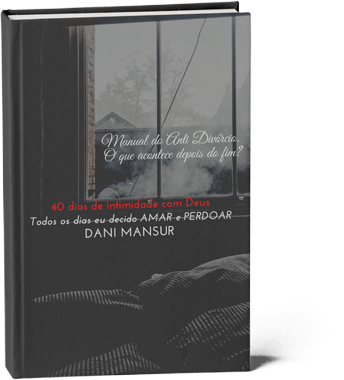 Manual do Anti Divórcio,
O que acontece depois do fim?
40 dias de intimidade com Deus
Todos os dias eu decido AMAR e PERDOAR
DANI MANSUR